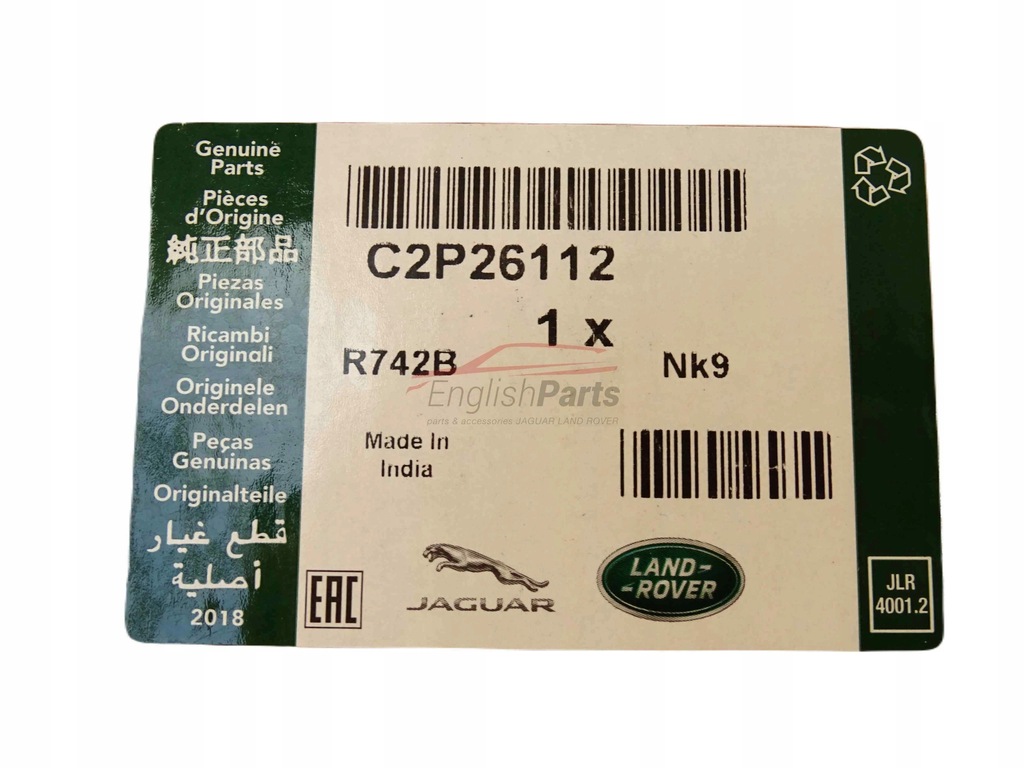 Genuine
Parts
Pièces
d'Origine
純正部品
Piezas
Originales
Ricambi
Originali
Originele
Onderdelen
Peças
Genuinas
Originalteile
قطع غيار
أصلية
2018
C2P26112
1 x
R742B
Nk9
EnglishParts
parts & accessories JAGUAR LAND ROVER
Made In
India
EAC
JAGUAR
LAND-
-ROVER
JLR
4001.2